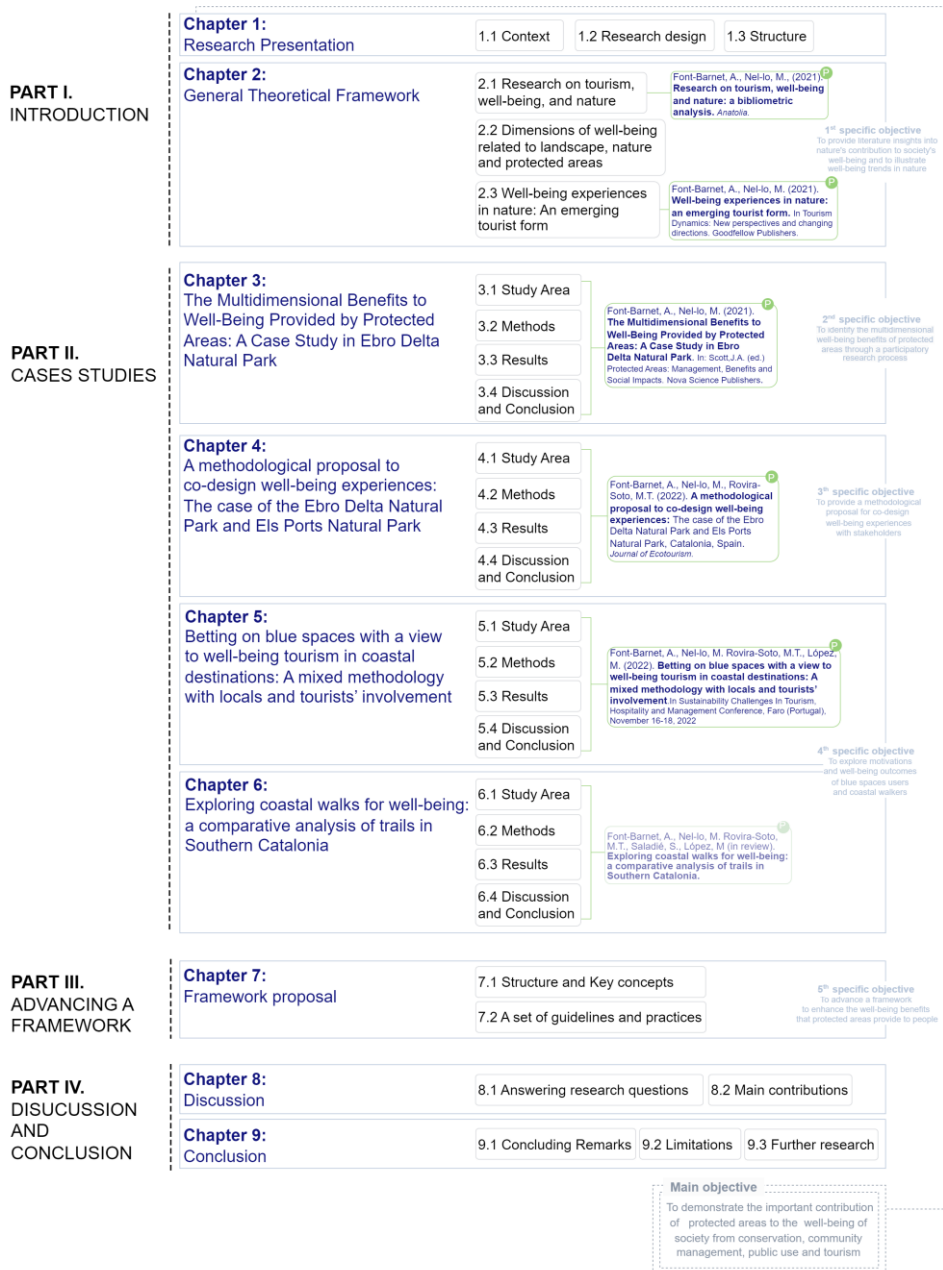 PART I.
INTRODUCTION
Chapter 1:
Research Presentation
1.1 Context
1.2 Research design
1.3 Structure
Chapter 2:
General Theoretical Framework
2.1 Research on tourism,
well-being, and nature
P
Font-Barnet, A., Nel-lo, M., (2021).
Research on tourism, well-being
and nature: a bibliometric
analysis. Anatolia.
2.2 Dimensions of well-being
related to landscape, nature
and protected areas
2.3 Well-being experiences
in nature: An emerging
tourist form
P
Font-Barnet, A., Nel-lo, M. (2021).
Well-being experiences in nature:
an emerging tourist form. In Tourism
Dynamics: New perspectives and changing
directions. Goodfellow Publishers.
1st specific objective
To provide literature insights into
nature's contribution to society's
well-being and to illustrate
well-being trends in nature
PART II.
CASES STUDIES
Chapter 3:
The Multidimensional Benefits to
Well-Being Provided by Protected
Areas: A Case Study in Ebro Delta
Natural Park
3.1 Study Area
3.2 Methods
3.3 Results
3.4 Discussion
and Conclusion
P
Font-Barnet, A., Nel-lo, M. (2021).
The Multidimensional Benefits to
Well-Being Provided by Protected
Areas: A Case Study in Ebro
Delta Natural Park. In: Scott,J.A. (ed.)
Protected Areas: Management, Benefits and
Social Impacts. Nova Science Publishers.
2nd specific objective
To identify the multidimensional
well-being benefits of protected
areas through a participatory
research process
Chapter 4:
A methodological proposal to
co-design well-being experiences:
The case of the Ebro Delta Natural
Park and Els Ports Natural Park
4.1 Study Area
4.2 Methods
4.3 Results
4.4 Discussion
and Conclusion
P
Font-Barnet, A., Nel-lo, M., Rovira-
Soto, M.T. (2022). A methodological
proposal to co-design well-being
experiences: The case of the Ebro
Delta Natural Park and Els Ports
Natural Park, Catalonia, Spain.
Journal of Ecotourism.
3th specific objective
To provide a methodological
proposal for co-design
well-being experiences
with stakeholders
Chapter 5:
Betting on blue spaces with a view
to well-being tourism in coastal
destinations: A mixed methodology
with locals and tourists' involvement
5.1 Study Area
5.2 Methods
5.3 Results
5.4 Discussion
and Conclusion
P
Font-Barnet, A., Nel-lo, M. Rovira-Soto, M.T., López,
M. (2022). Betting on blue spaces with a view to
well-being tourism in coastal destinations: A
mixed methodology with locals and tourists'
involvement.In Sustainability Challenges In Tourism,
Hospitality and Management Conference, Faro (Portugal),
November 16-18, 2022
4th specific objective
To explore motivations
and well-being outcomes
of blue spaces users
and coastal walkers
Chapter 6:
Exploring coastal walks for well-being:
a comparative analysis of trails in
Southern Catalonia
6.1 Study Area
6.2 Methods
6.3 Results
6.4 Discussion
and Conclusion
P
Font-Barnet, A., Nel-lo, M. Rovira-Soto,
M.T., Saladié, S., López, M (in review).
Exploring coastal walks for well-being:
a comparative analysis of trails in
Southern Catalonia.
PART III.
ADVANCING A
FRAMEWORK
Chapter 7:
Framework proposal
7.1 Structure and Key concepts
7.2 A set of guidelines and practices
5th specific objective
To advance a framework
to enhance the well-being benefits
that protected areas provide to people
PART IV.
DISUCUSSION
AND
CONCLUSION
Chapter 8:
Discussion
8.1 Answering research questions
8.2 Main contributions
Chapter 9:
Conclusion
9.1 Concluding Remarks
9.2 Limitations
9.3 Further research
Main objective
To demonstrate the important contribution
of protected areas to the well-being of
society from conservation, community
management, public use and tourism